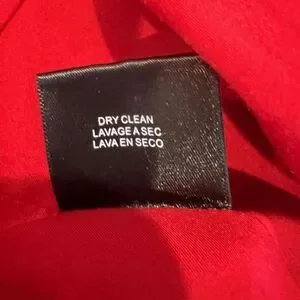 DRY CLEAN
LAVAGE A SEC
LAVA EN SECO